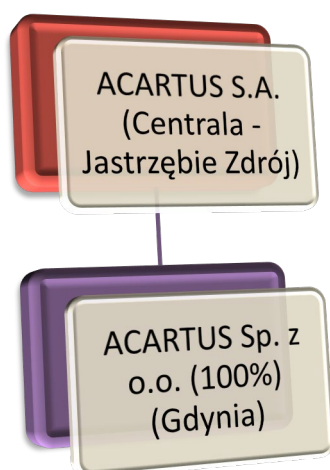 ACARTUS S.A.
(Centrala -
Jastrzębie Zdrój)
ACARTUS Sp. z
o.o. (100%)
(Gdynia)